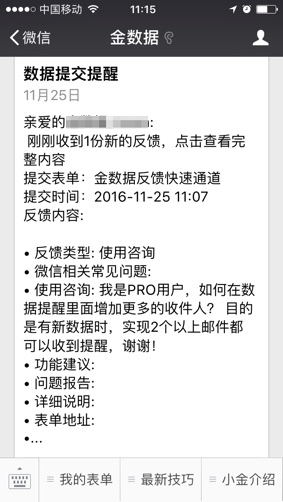 中国移动 11:15
微信 金数据
数据提交提醒
11月25日
亲爱的 :
刚刚收到1份新的反馈，点击查看完
整内容
提交表单：金数据反馈快速通道
提交时间：2016-11-25 11:07
反馈内容:
• 反馈类型: 使用咨询
• 微信相关常见问题:
• 使用咨询: 我是PRO用户，如何在数
据提醒里面增加更多的收件人？ 目的
是有新数据时，实现2个以上邮件都
可以收到提醒，谢谢！
• 功能建议:
• 问题报告:
• 详细说明:
• 表单地址:
•...
我的表单 最新技巧 小金介绍